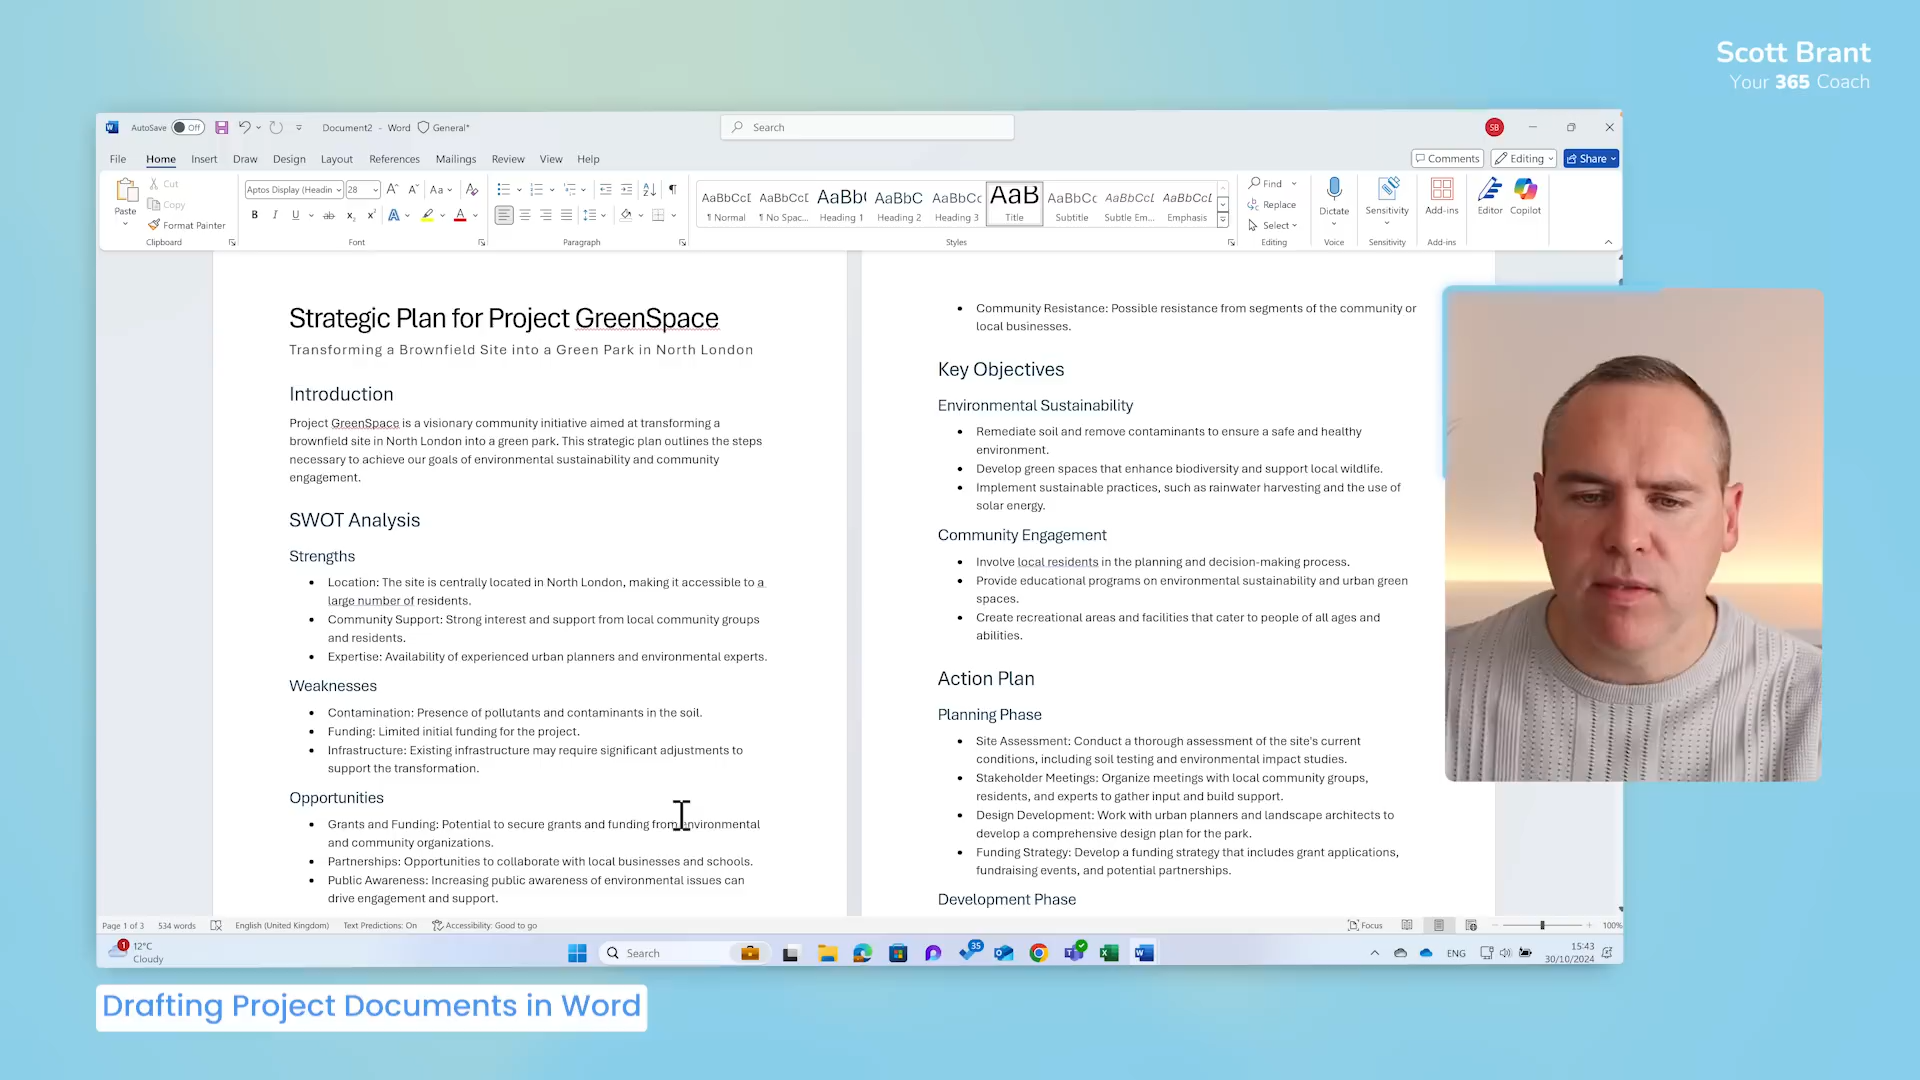 Scott Brant
Your 365 Coach
AutoSave Off Document2 - Word General*
Search
SB
File Home Insert Draw Design Layout References Mailings Review View Help
Comments Editing Share
Paste
Cut
Copy
Format Painter
Clipboard
Aptos Display (Headin 28
Font
Paragraph
AaBbCcD AaBbCcD AaBb( AaBbC AaBbCc AaB AaBbCcC AaBbCcD AaBbCcD
¶ Normal ¶ No Spac... Heading 1 Heading 2 Heading 3 Title Subtitle Subtle Em... Emphasis
Styles
Find
Replace
Select
Editing
Dictate
Voice
Sensitivity
Sensitivity
Add-ins
Add-ins
Editor
Copilot
Strategic Plan for Project GreenSpace
Transforming a Brownfield Site into a Green Park in North London
Introduction
Project GreenSpace is a visionary community initiative aimed at transforming a
brownfield site in North London into a green park. This strategic plan outlines the steps
necessary to achieve our goals of environmental sustainability and community
engagement.
SWOT Analysis
Strengths
• Location: The site is centrally located in North London, making it accessible to a
large number of residents.
• Community Support: Strong interest and support from local community groups
and residents.
• Expertise: Availability of experienced urban planners and environmental experts.
Weaknesses
• Contamination: Presence of pollutants and contaminants in the soil.
• Funding: Limited initial funding for the project.
• Infrastructure: Existing infrastructure may require significant adjustments to
support the transformation.
Opportunities
• Grants and Funding: Potential to secure grants and funding from environmental
and community organizations.
• Partnerships: Opportunities to collaborate with local businesses and schools.
• Public Awareness: Increasing public awareness of environmental issues can
drive engagement and support.
• Community Resistance: Possible resistance from segments of the community or
local businesses.
Key Objectives
Environmental Sustainability
• Remediate soil and remove contaminants to ensure a safe and healthy
environment.
• Develop green spaces that enhance biodiversity and support local wildlife.
• Implement sustainable practices, such as rainwater harvesting and the use of
solar energy.
Community Engagement
• Involve local residents in the planning and decision-making process.
• Provide educational programs on environmental sustainability and urban green
spaces.
• Create recreational areas and facilities that cater to people of all ages and
abilities.
Action Plan
Planning Phase
• Site Assessment: Conduct a thorough assessment of the site's current
conditions, including soil testing and environmental impact studies.
• Stakeholder Meetings: Organize meetings with local community groups,
residents, and experts to gather input and build support.
• Design Development: Work with urban planners and landscape architects to
develop a comprehensive design plan for the park.
• Funding Strategy: Develop a funding strategy that includes grant applications,
fundraising events, and potential partnerships.
Development Phase
Page 1 of 3 534 words English (United Kingdom) Text Predictions: On Accessibility: Good to go
Focus 100%
1 12°C
Cloudy
Search
35
ENG
15:43
30/10/2024
Drafting Project Documents in Word